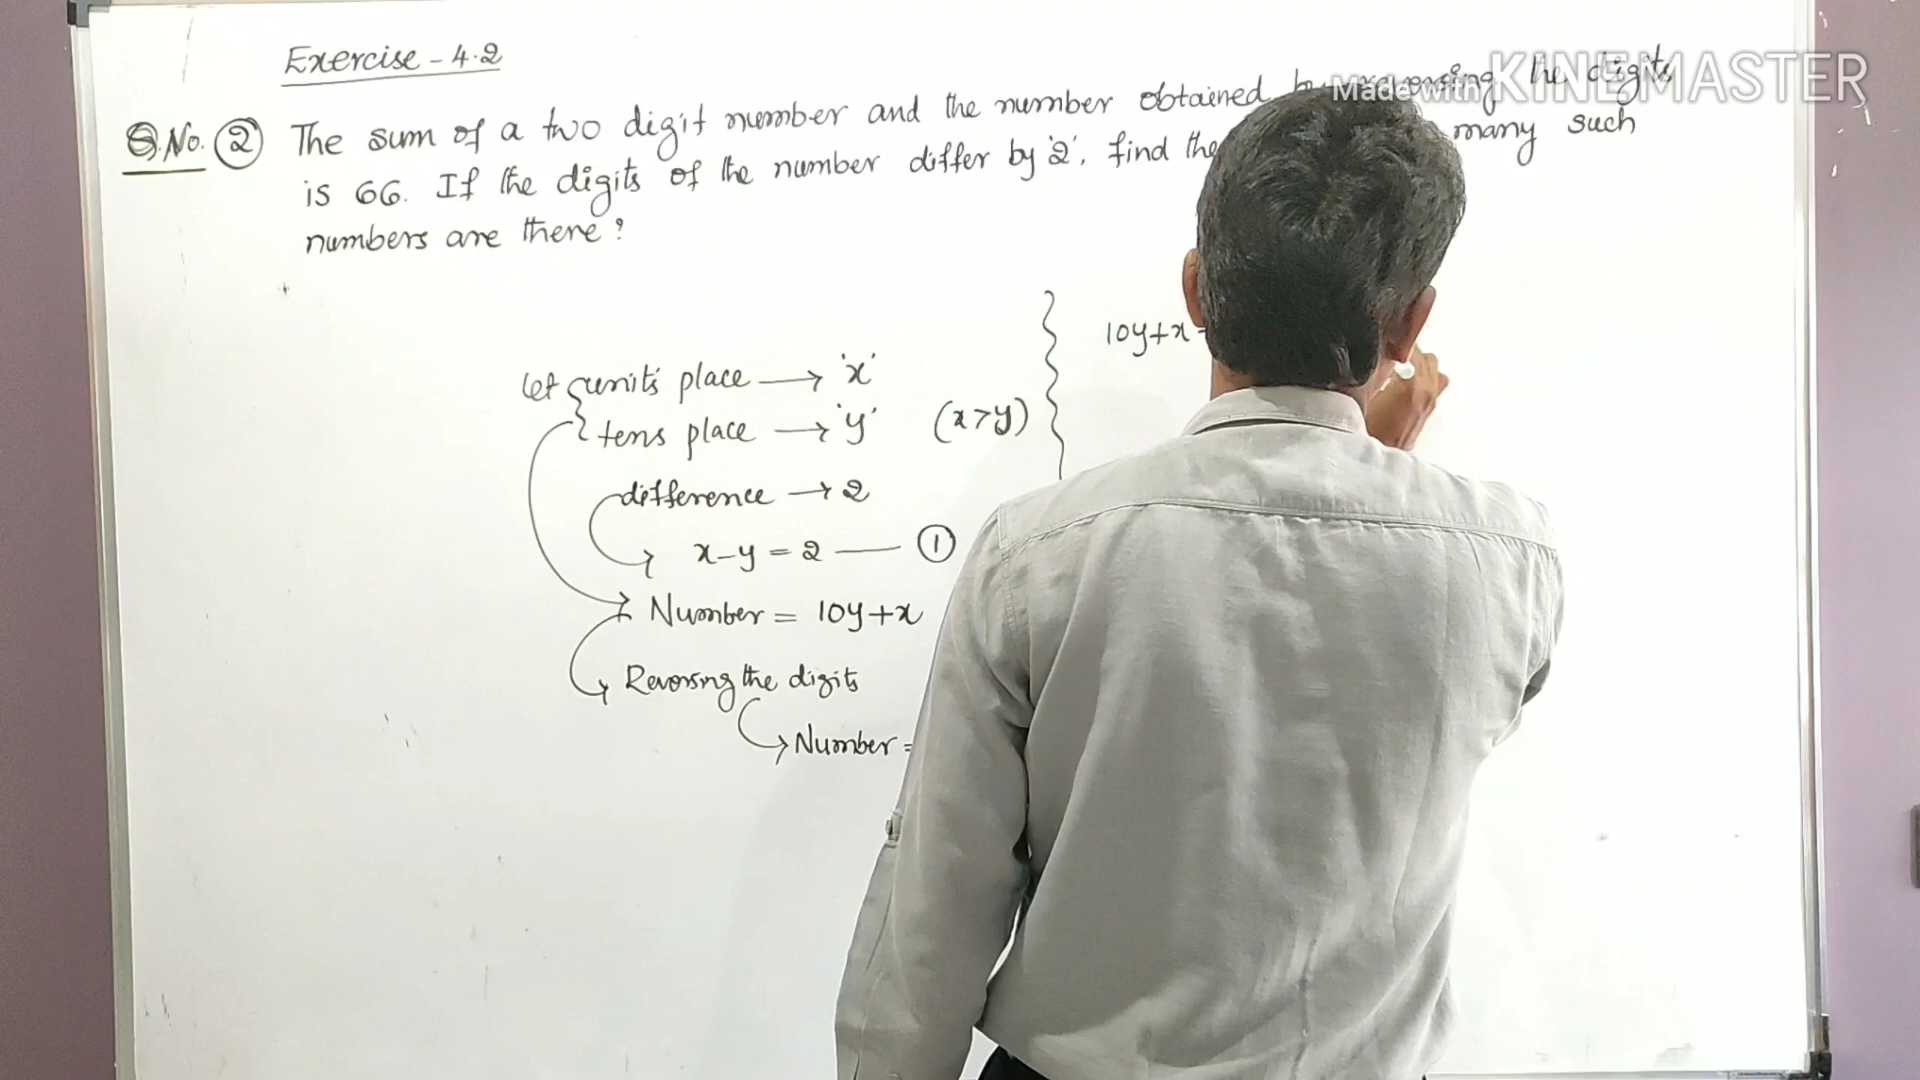 Exercise - 4.2
Q.No. 2 The sum of a two digit number and the number obtained the digits
is 66. If the digits of the number differ by '2', find the many such
numbers are there?
let units place → 'x'
tens place → 'y' (x>y)
difference → 2
x-y = 2 — 1
Number = 10y+x
Reversing the digits
Number =
10y+x
Made with KINEMASTER